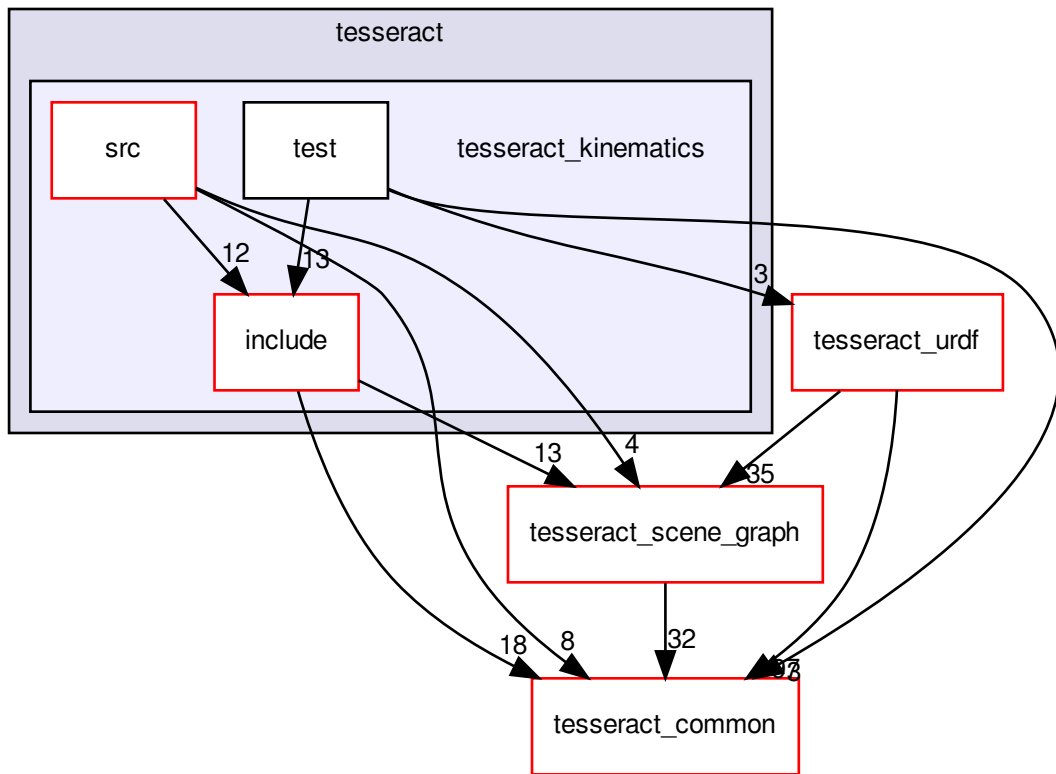 tesseract
src
test
tesseract_kinematics
12
13
3
include
tesseract_urdf
13
4
35
tesseract_scene_graph
18
8
32
tesseract_common